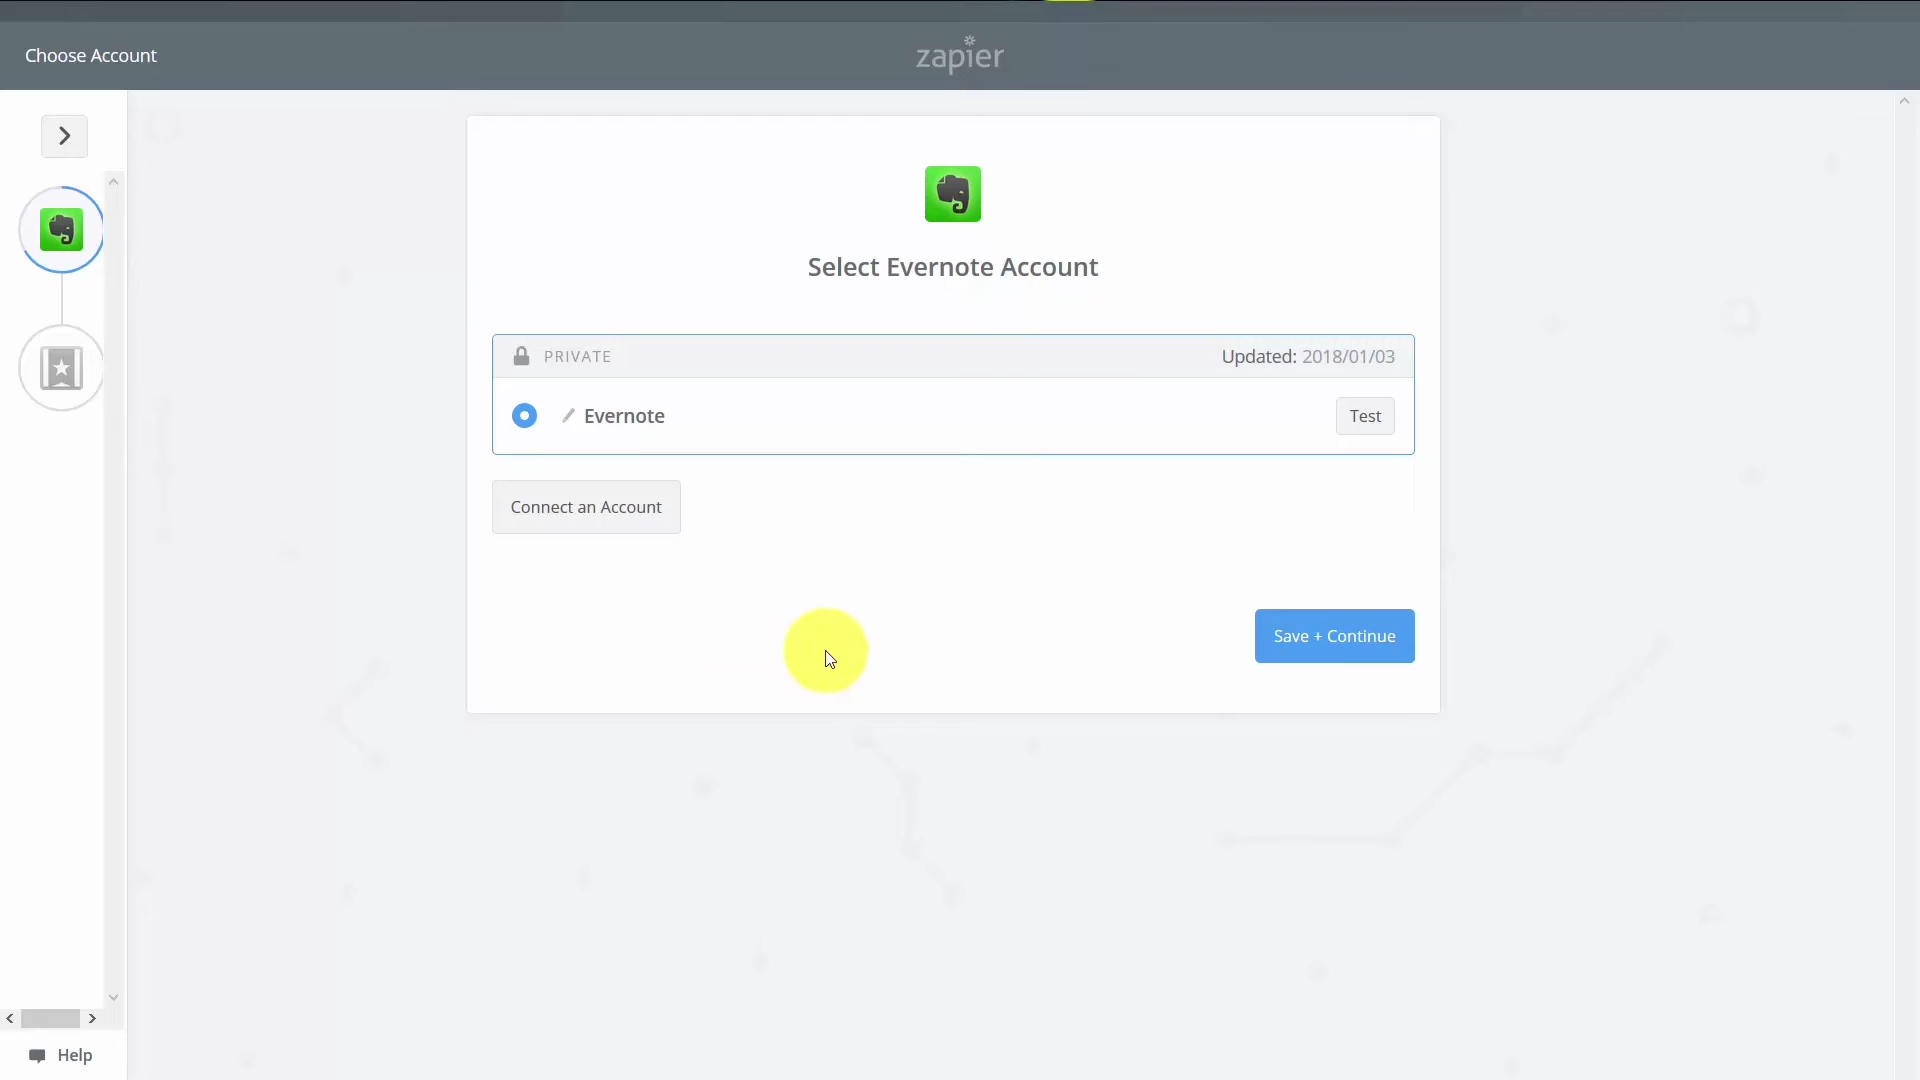 Choose Account
zapier
Select Evernote Account
PRIVATE
Updated: 2018/01/03
Evernote
Test
Connect an Account
Save + Continue
Help